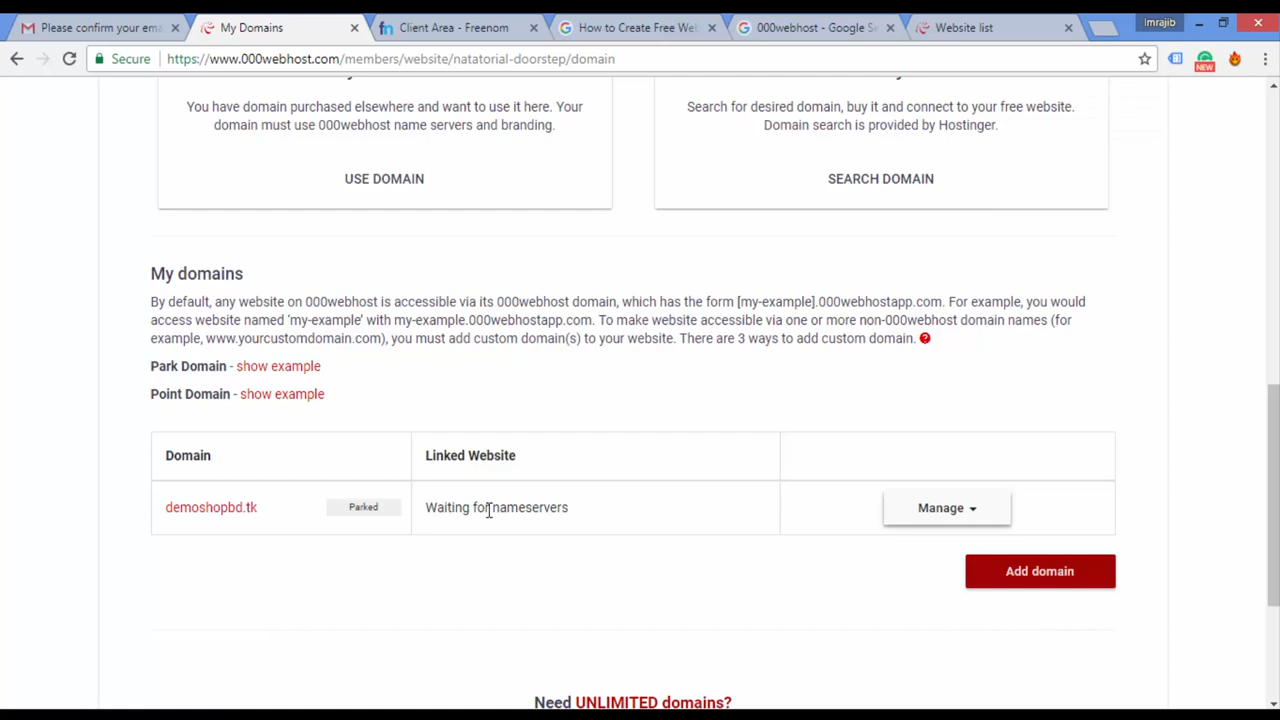 Please confirm your ema
My Domains
Client Area - Freenom
How to Create Free Web
000webhost - Google Se
Website list
Imrajib
Secure
https://www.000webhost.com/members/website/natatorial-doorstep/domain
NEW
You have domain purchased elsewhere and want to use it here. Your
domain must use 000webhost name servers and branding.
USE DOMAIN
Search for desired domain, buy it and connect to your free website.
Domain search is provided by Hostinger.
SEARCH DOMAIN
My domains
By default, any website on 000webhost is accessible via its 000webhost domain, which has the form [my-example].000webhostapp.com. For example, you would
access website named 'my-example' with my-example.000webhostapp.com. To make website accessible via one or more non-000webhost domain names (for
example, www.yourcustomdomain.com), you must add custom domain(s) to your website. There are 3 ways to add custom domain. ?
Park Domain - show example
Point Domain - show example
Domain
Linked Website
demoshopbd.tk
Parked
Waiting for nameservers
Manage
Add domain
Need UNLIMITED domains?